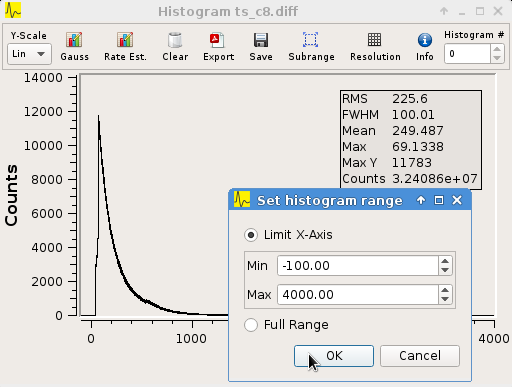 Histogram ts_c8.diff
Y-Scale
Lin
Gauss
Rate Est.
Clear
Export
Save
Subrange
Resolution
Info
Histogram #
0
14000
12000
10000
8000
6000
4000
2000
0
Counts
0
1000
4000
RMS 225.6
FWHM 100.01
Mean 249.487
Max 69.1338
Max Y 11783
Counts 3.24086e+07
Set histogram range
Limit X-Axis
Min -100.00
Max 4000.00
Full Range
OK
Cancel